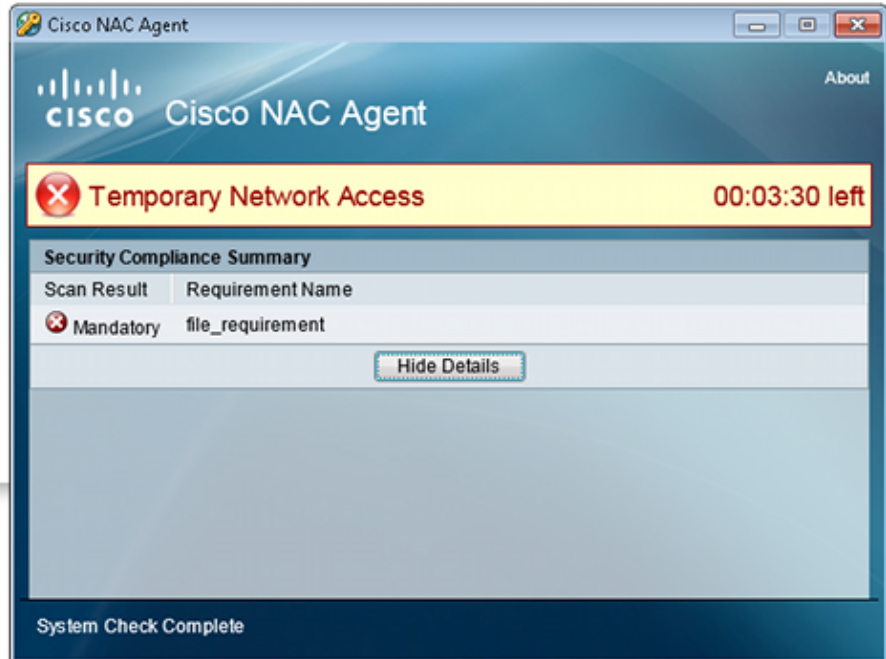 Cisco NAC Agent
About
CISCO Cisco NAC Agent
Temporary Network Access 00:03:30 left
Security Compliance Summary
Scan Result Requirement Name
Mandatory file_requirement
Hide Details
System Check Complete